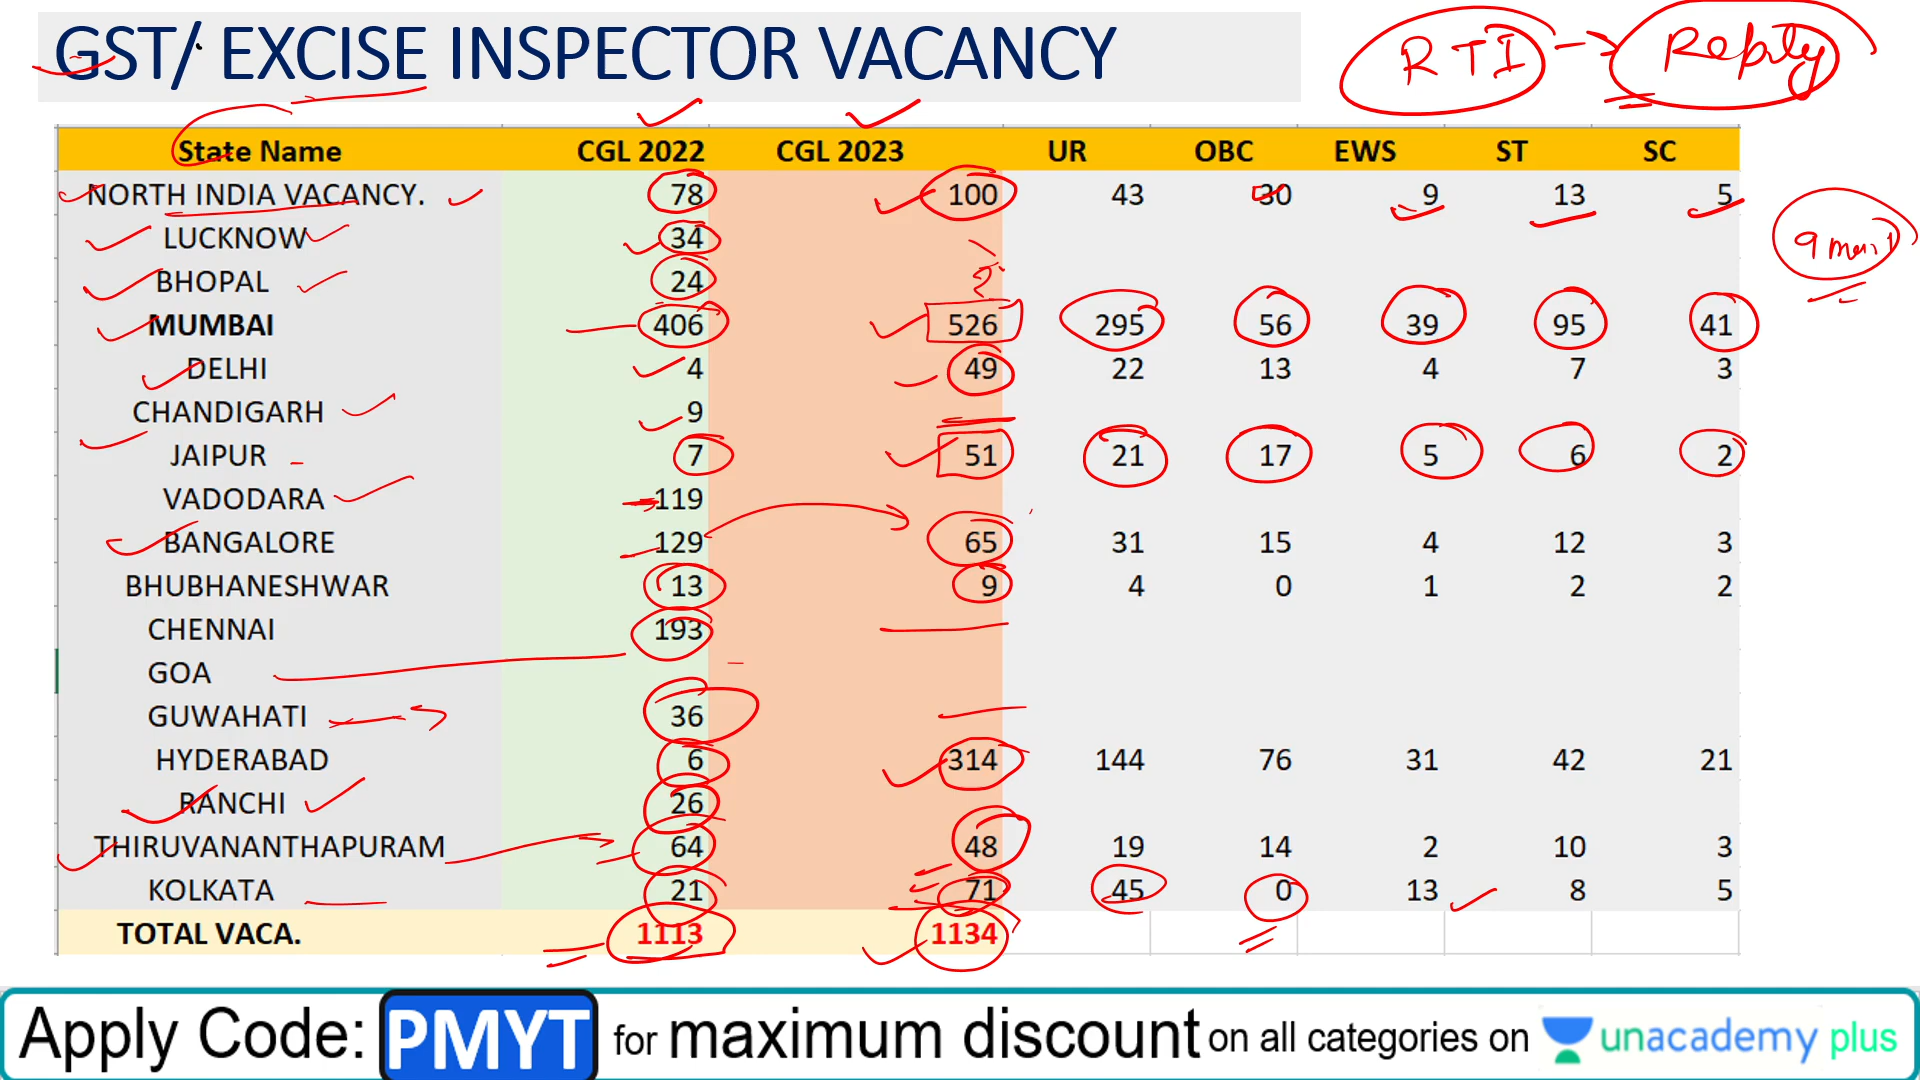 GST/ EXCISE INSPECTOR VACANCY
RTI → Reply
State Name CGL 2022 CGL 2023 UR OBC EWS ST SC
NORTH INDIA VACANCY. 78 100 43 30 9 13 5
LUCKNOW 34
BHOPAL 24 ?
MUMBAI 406 526 295 56 39 95 41
DELHI 4 49 22 13 4 7 3
CHANDIGARH 9
JAIPUR 7 51 21 17 5 6 2
VADODARA 119
BANGALORE 129 65 31 15 4 12 3
BHUBHANESHWAR 13 9 4 0 1 2 2
CHENNAI 193
GOA
GUWAHATI 36
HYDERABAD 6 314 144 76 31 42 21
RANCHI 26
THIRUVANANTHAPURAM 64 48 19 14 2 10 3
KOLKATA 21 71 45 0 13 8 5
TOTAL VACA. 1113 1134
Apply Code: PMYT for maximum discount on all categories on unacademy plus